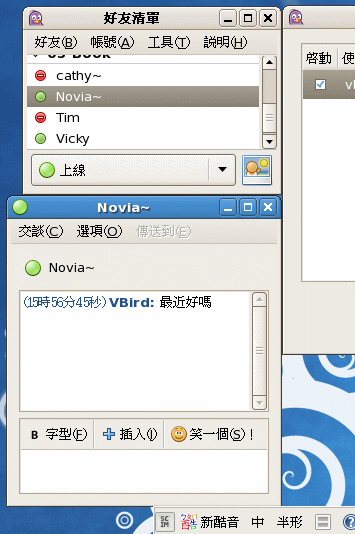 好友清單
好友(B) 帳號(A) 工具(T) 說明(H)
cathy~
Novia~
Tim
Vicky
上線
啓動 使
Novia~
交談(C) 選項(O) 傳送到(E)
Novia~
(15時56分45秒) VBird: 最近好嗎
B 字型(F) 插入(I) 笑一個(S)！
SC
IM 新酷音 中 半形